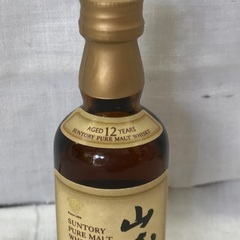 AGED 12 YEARS
SUNTORY PURE MALT WHISKY
SUNTORY
PURE MALT
山